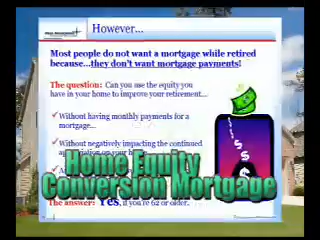 However...
Most people do not want a mortgage while retired
because...they don't want mortgage payments!
The question: Can you use the equity you
have in your home to improve your retirement...
Without having monthly payments for a
mortgage...
Without negatively impacting the continued
on your
Home Equity
Conversion Mortgage
The answer: Yes, if you're 62 or older.